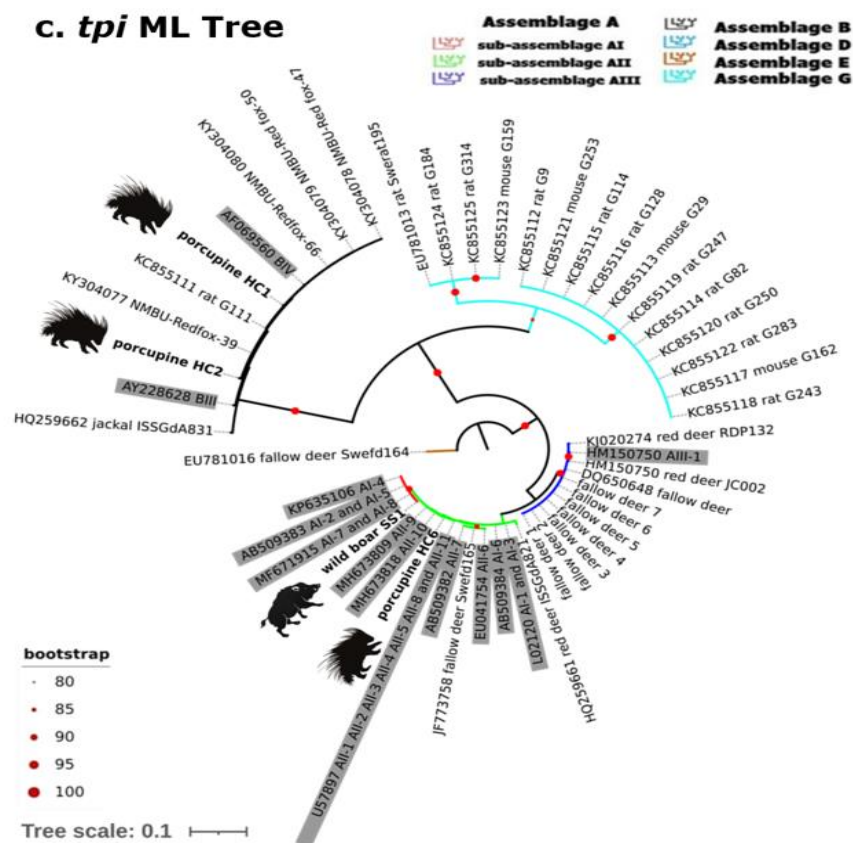 c. tpi ML Tree
Assemblage A
sub-assemblage AI
sub-assemblage AII
sub-assemblage AIII
Assemblage B
Assemblage D
Assemblage E
Assemblage G
KY304078 NMBU-Red fox-47
KY304079 NMBU-Red fox-50
KY304080 NMBU-Redfox-66
AF069560 BIV
porcupine HC1
KC855111 rat G111
KY304077 NMBU-Redfox-39
porcupine HC2
AY228628 BIII
HQ259662 jackal ISSGdA831
EU781013 rat Swerat195
KC855124 rat G184
KC855125 rat G314
KC855123 mouse G159
KC855112 rat G9
KC855121 mouse G253
KC855115 rat G114
KC855116 rat G128
KC855113 mouse G29
KC855119 rat G247
KC855114 rat G82
KC855120 rat G250
KC855122 rat G283
KC855117 mouse G162
KC855118 rat G243
EU781016 fallow deer Swefd164
KJ020274 red deer RDP132
HM150750 AIII-1
HM150750 red deer JC002
DQ650648 fallow deer
fallow deer 7
fallow deer 6
fallow deer 5
fallow deer 4
fallow deer 3
fallow deer 2
HQ259661 red deer ISSGdA821
L02120 AI-1 and AI-3
AB509384 AI-6
EU041754 AII-6
JF773758 fallow deer Swefd165
AB509382 AII-7
U57897 AII-1 AII-2 AII-3 AII-4 AII-5 AII-8 and AII-11
porcupine HC6
MH673818 AII-10
MH673809 AII-9
wild boar SS1
MF671915 AI-7 and AI-8
AB509383 AI-2 and AI-5
KP635106 AI-4
bootstrap
80
85
90
95
100
Tree scale: 0.1